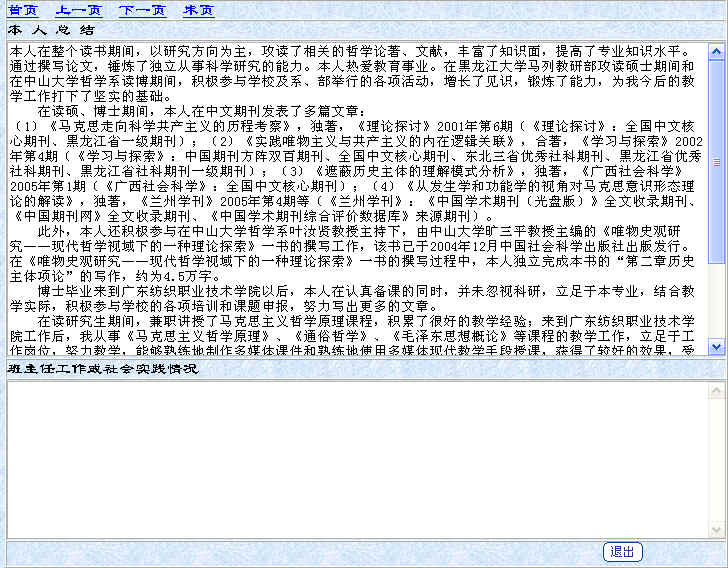 首页 上一页 下一页 末页
本 人 总 结
本人在整个读书期间，以研究方向为主，攻读了相关的哲学论著、文献，丰富了知识面，提高了专业知识水平。
通过撰写论文，锤炼了独立从事科学研究的能力。本人热爱教育事业。在黑龙江大学马列教研部攻读硕士期间和
在中山大学哲学系读博期间，积极参与学校及系、部举行的各项活动，增长了见识，锻炼了能力，为我今后的教
学工作打下了坚实的基础。
在读硕、博士期间，本人在中文期刊发表了多篇文章：
（1）《马克思走向科学共产主义的历程考察》，独著，《理论探讨》2001年第6期（《理论探讨》：全国中文核
心期刊、黑龙江省一级期刊）；（2）《实践唯物主义与共产主义的内在逻辑关联》，合著，《学习与探索》2002
年第4期（《学习与探索》：中国期刊方阵双百期刊、全国中文核心期刊、东北三省优秀社科期刊、黑龙江省优秀
社科期刊、黑龙江省社科期刊一级期刊）；（3）《遮蔽历史主体的理解模式分析》，独著，《广西社会科学》
2005年第1期（《广西社会科学》：全国中文核心期刊）；（4）《从发生学和功能学的视角对马克思意识形态理
论的解读》，独著，《兰州学刊》2005年第4期等（《兰州学刊》：《中国学术期刊（光盘版）》全文收录期刊、
《中国期刊网》全文收录期刊、《中国学术期刊综合评价数据库》来源期刊）。
此外，本人还积极参与在中山大学哲学系叶汝贤教授主持下，由中山大学旷三平教授主编的《唯物史观研
究——现代哲学视域下的一种理论探索》一书的撰写工作，该书已于2004年12月中国社会科学出版社出版发行。
在《唯物史观研究——现代哲学视域下的一种理论探索》一书的撰写过程中，本人独立完成本书的“第二章历史
主体项论”的写作，约为4.5万字。
博士毕业来到广东纺织职业技术学院以后，本人在认真备课的同时，并未忽视科研，立足于本专业，结合教
学实际，积极参与学校的各项培训和课题申报，努力写出更多的文章。
在读研究生期间，兼职讲授了马克思主义哲学原理课程，积累了很好的教学经验；来到广东纺织职业技术学
院工作后，我从事《马克思主义哲学原理》、《通俗哲学》、《毛泽东思想概论》等课程的教学工作，立足于工
作岗位，努力教学，能够熟练地制作多媒体课件和熟练地使用多媒体现代教学手段授课，获得了较好的效果，受
班主任工作或社会实践情况
退出